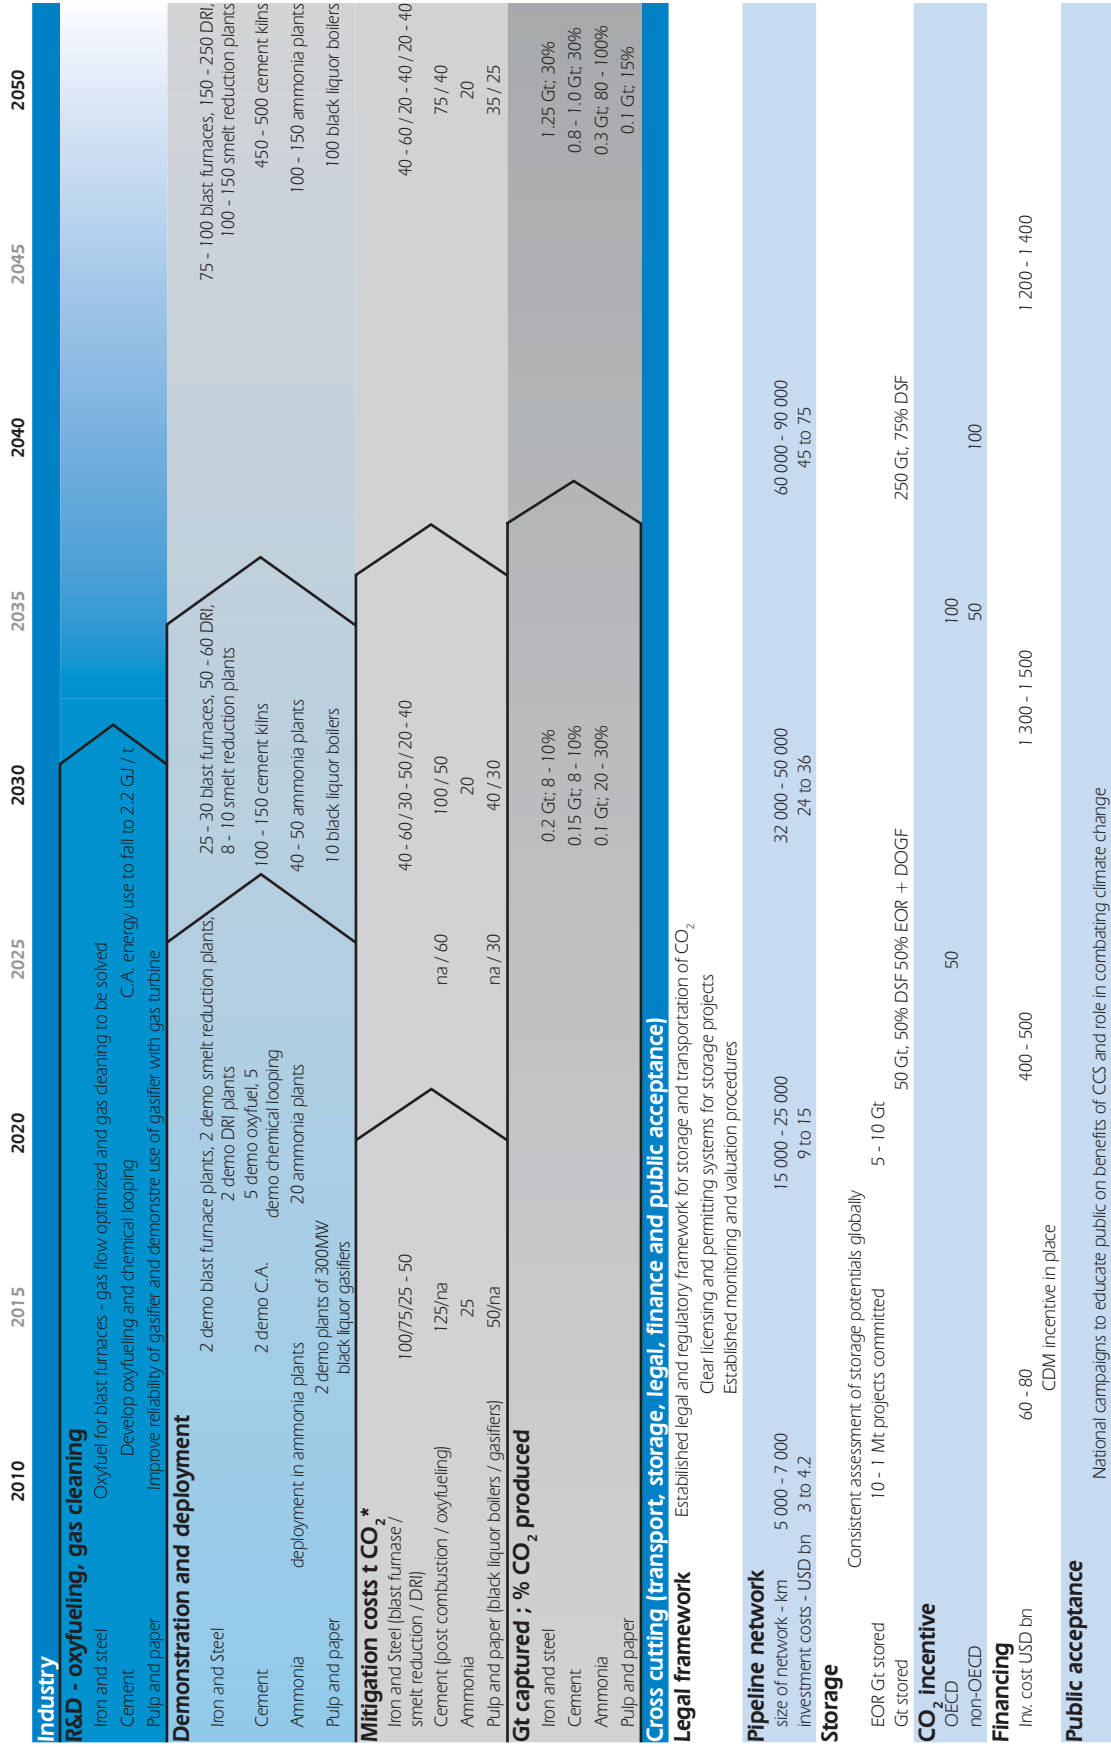 2010 2015 2020 2025 2030 2035 2040 2045 2050
Industry
R&D - oxyfueling, gas cleaning
Iron and steel Oxyfuel for blast furnaces - gas flow optimized and gas cleaning to be solved
Cement Develop oxyfueling and chemical looping C.A. energy use to fall to 2.2 GJ / t
Pulp and paper Improve reliability of gasifier and demonstre use of gasifier with gas turbine
Demonstration and deployment
Iron and Steel 2 demo blast furnace plants, 2 demo smelt reduction plants, 25 - 30 blast furnaces, 50 - 60 DRI, 75 - 100 blast furnaces, 150 - 250 DRI,
2 demo DRI plants 8 - 10 smelt reduction plants 100 - 150 smelt reduction plants
Cement 2 demo C.A. 5 demo oxyfuel, 5 100 - 150 cement kilns 450 - 500 cement kilns
demo chemical looping
Ammonia deployment in ammonia plants 20 ammonia plants 40 - 50 ammonia plants 100 - 150 ammonia plants
Pulp and paper 2 demo plants of 300MW 10 black liquor boilers 100 black liquor boilers
black liquor gasifiers
Mitigation costs t CO2*
Iron and Steel (blast furnase / 100/75/25 - 50 40 - 60 / 30 - 50 / 20 - 40 40 - 60 / 20 - 40 / 20 - 40
smelt reduction / DRI)
Cement (post combustion / oxyfueling) 125/na na / 60 100 / 50 75 / 40
Ammonia 25 20 20
Pulp and paper (black liquor boilers / gasifiers) 50/na na / 30 40 / 30 35 / 25
Gt captured ; % CO2 produced
Iron and steel 0.2 Gt; 8 - 10% 1.25 Gt; 30%
Cement 0.15 Gt; 8 - 10% 0.8 - 1.0 Gt; 30%
Ammonia 0.1 Gt; 20 - 30% 0.3 Gt; 80 - 100%
Pulp and paper 0.1 Gt; 15%
Cross cutting (transport, storage, legal, finance and public acceptance)
Legal framework Established legal and regulatory framework for storage and transportation of CO2
Clear licensing and permitting systems for storage projects
Established monitoring and valuation procedures
Pipeline network
size of network - km 5 000 - 7 000 15 000 - 25 000 32 000 - 50 000 60 000 - 90 000
investment costs - USD bn 3 to 4.2 9 to 15 24 to 36 45 to 75
Storage
Consistent assessment of storage potentials globally
EOR Gt stored 10 - 1 Mt projects committed 5 - 10 Gt
Gt stored 50 Gt, 50% DSF 50% EOR + DOGF 250 Gt, 75% DSF
CO2 incentive
OECD 50 100
non-OECD 50 100
Financing
Inv. cost USD bn 60 - 80 400 - 500 1 300 - 1 500 1 200 - 1 400
CDM incentive in place
Public acceptance
National campaigns to educate public on benefits of CCS and role in combating climate change